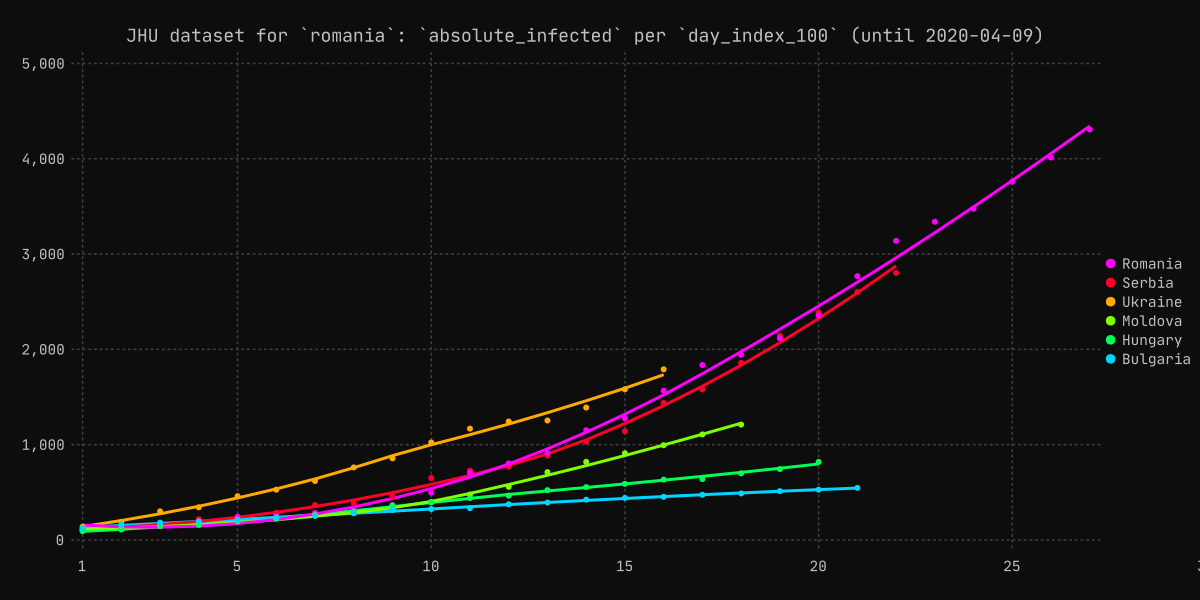 JHU dataset for `romania`: `absolute_infected` per `day_index_100` (until 2020-04-09)
5,000
4,000
3,000
2,000
1,000
0
1 5 10 15 20 25
Romania
Serbia
Ukraine
Moldova
Hungary
Bulgaria